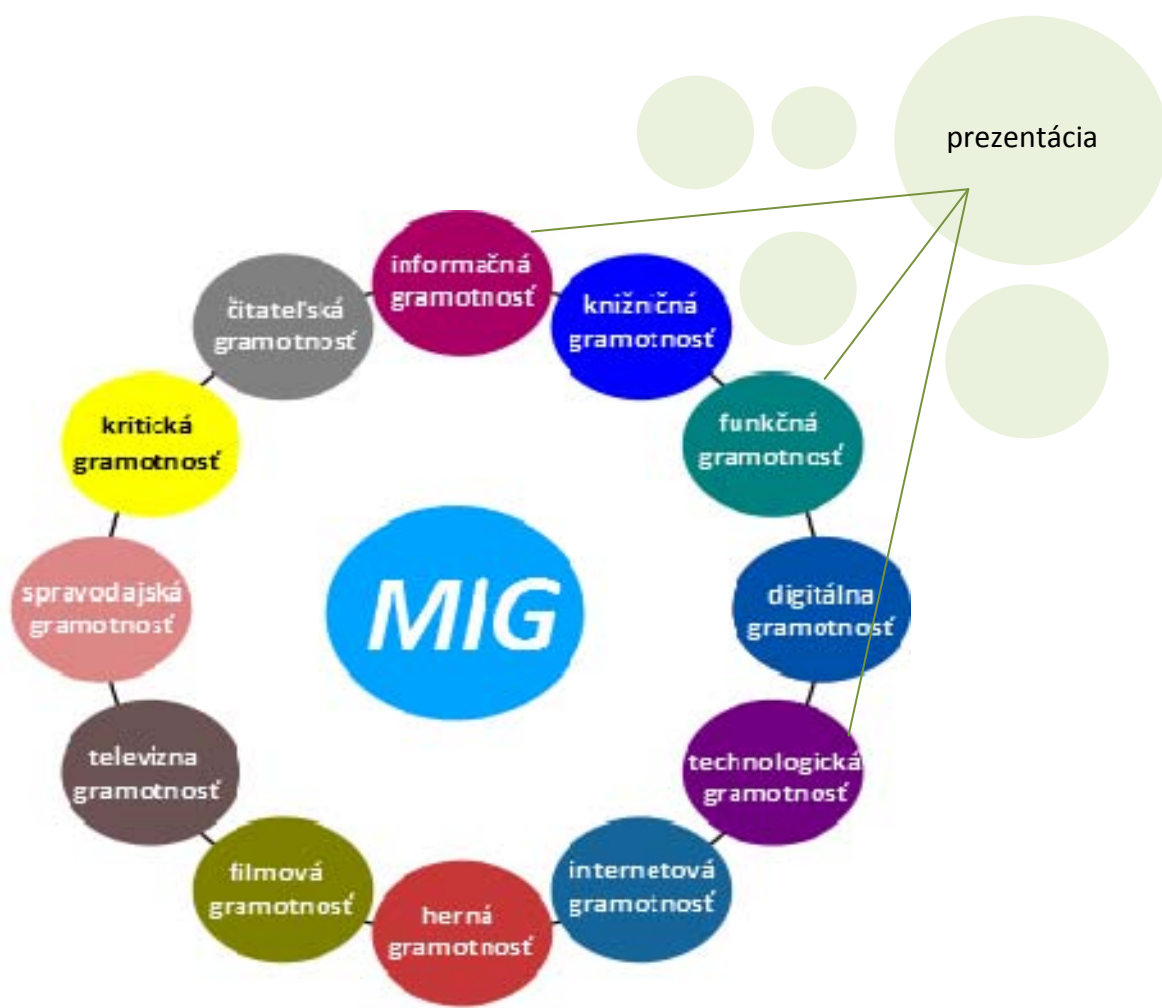 prezentácia
informačná
gramotnosť
knižničná
gramotnosť
funkčná
gramotnosť
digitálna
gramotnosť
technologická
gramotnosť
internetová
gramotnosť
herná
gramotnosť
filmová
gramotnosť
televizna
gramotnosť
spravodajská
gramotnosť
kritická
gramotnosť
čitateľská
gramotnosť
MIG